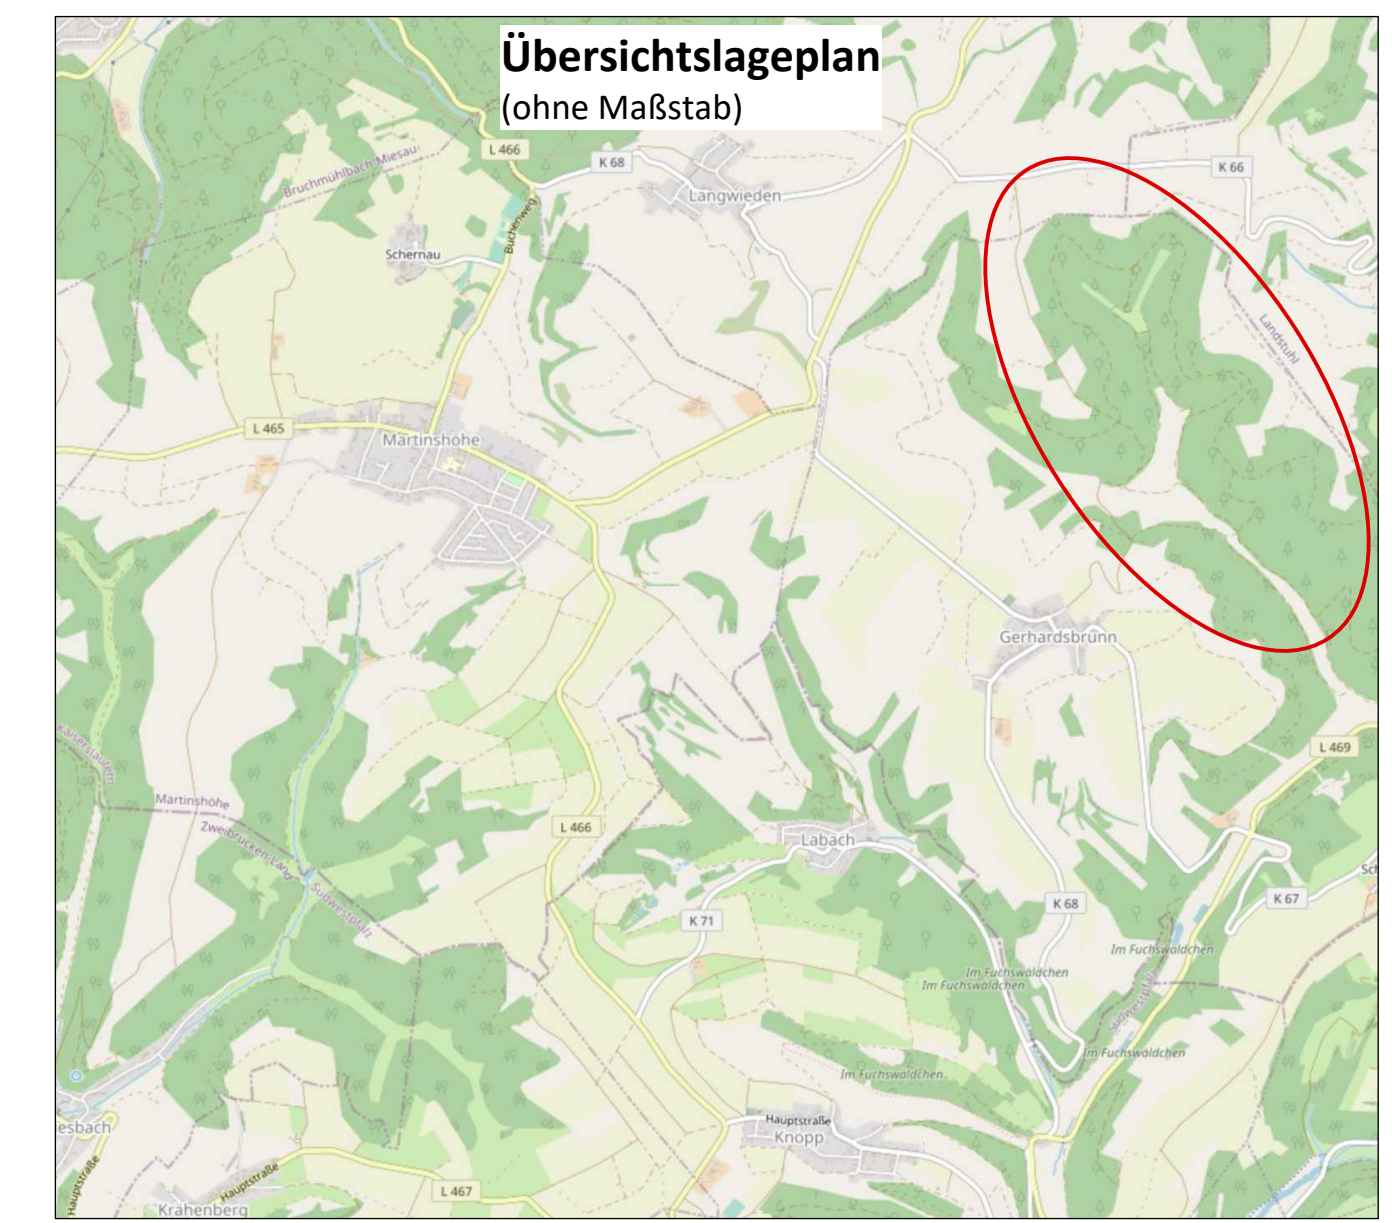 Übersichtslageplan
(ohne Maßstab)
L 466
K 68
K 66
Bruchmühlbach-Miesau
Langwieden
Buchenweg
Schernau
Landstuhl
L 465
Martinshöhe
Gerhardsbrunn
Kaiserslautern
L 469
Martinshöhe
Zweibrücken-Land
L 466
Labach
Südwestpfalz
K 71
K 68
K 67
Sch
Im Fuchswäldchen
Im Fuchswäldchen
Im Fuchswäldchen
Südwestpfalz
Im Fuchswäldchen
Im Fuchswäldchen
Hauptstraße
Knopp
esbach
Hauptstraße
Hauptstraße
L 467
Krähenberg